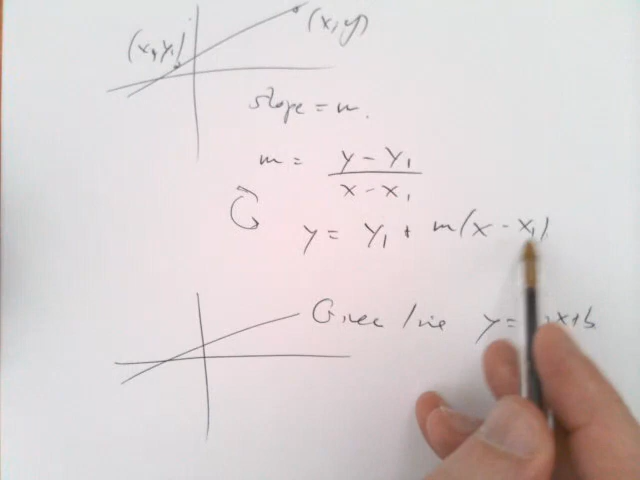 (x,y)
(x₁,y₁)
slope = m.
m = (y - y₁)/(x - x₁)
y = y₁ + m(x - x₁)
Given line y = x+b